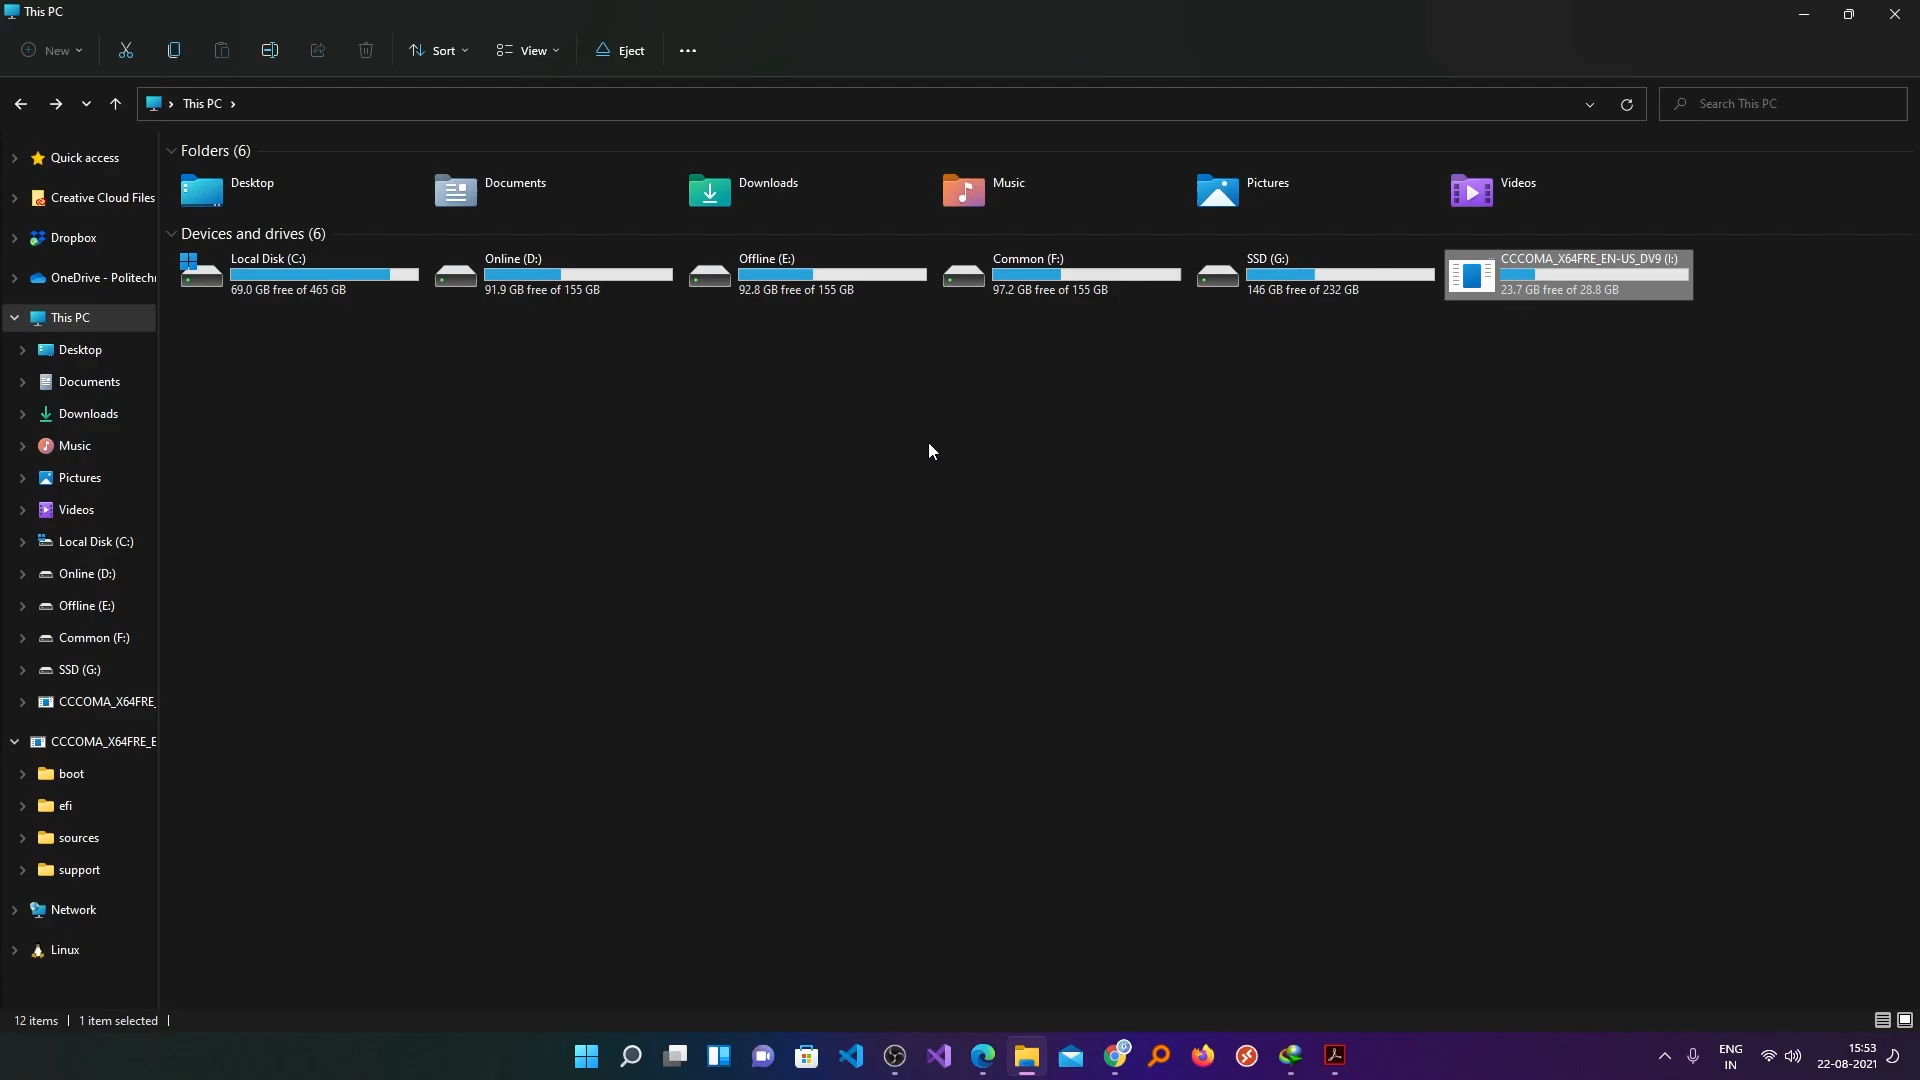 This PC
New
Sort
View
Eject
This PC
Search This PC
Quick access
Creative Cloud Files
Dropbox
OneDrive - Politechi
This PC
Desktop
Documents
Downloads
Music
Pictures
Videos
Local Disk (C:)
Online (D:)
Offline (E:)
Common (F:)
SSD (G:)
CCCOMA_X64FRE_
CCCOMA_X64FRE_E
boot
efi
sources
support
Network
Linux
Folders (6)
Desktop
Documents
Downloads
Music
Pictures
Videos
Devices and drives (6)
Local Disk (C:)
69.0 GB free of 465 GB
Online (D:)
91.9 GB free of 155 GB
Offline (E:)
92.8 GB free of 155 GB
Common (F:)
97.2 GB free of 155 GB
SSD (G:)
146 GB free of 232 GB
CCCOMA_X64FRE_EN-US_DV9 (I:)
23.7 GB free of 28.8 GB
12 items
1 item selected
ENG
IN
15:53
22-08-2021